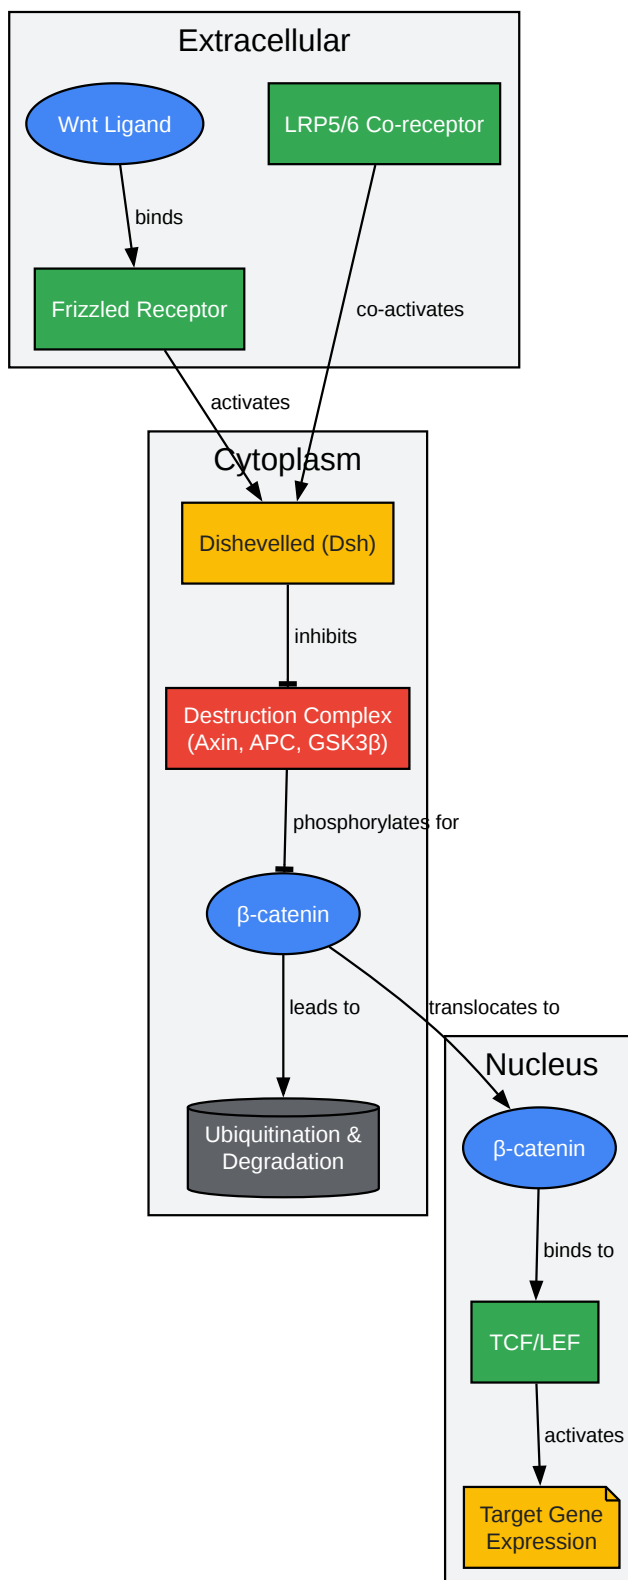 Extracellular
Wnt Ligand
LRP5/6 Co-receptor
binds
Frizzled Receptor
co-activates
activates
Cytoplasm
Dishevelled (Dsh)
inhibits
Destruction Complex
(Axin, APC, GSK3β)
phosphorylates for
β-catenin
leads to
translocates to
Nucleus
Ubiquitination &
Degradation
β-catenin
binds to
TCF/LEF
activates
Target Gene
Expression